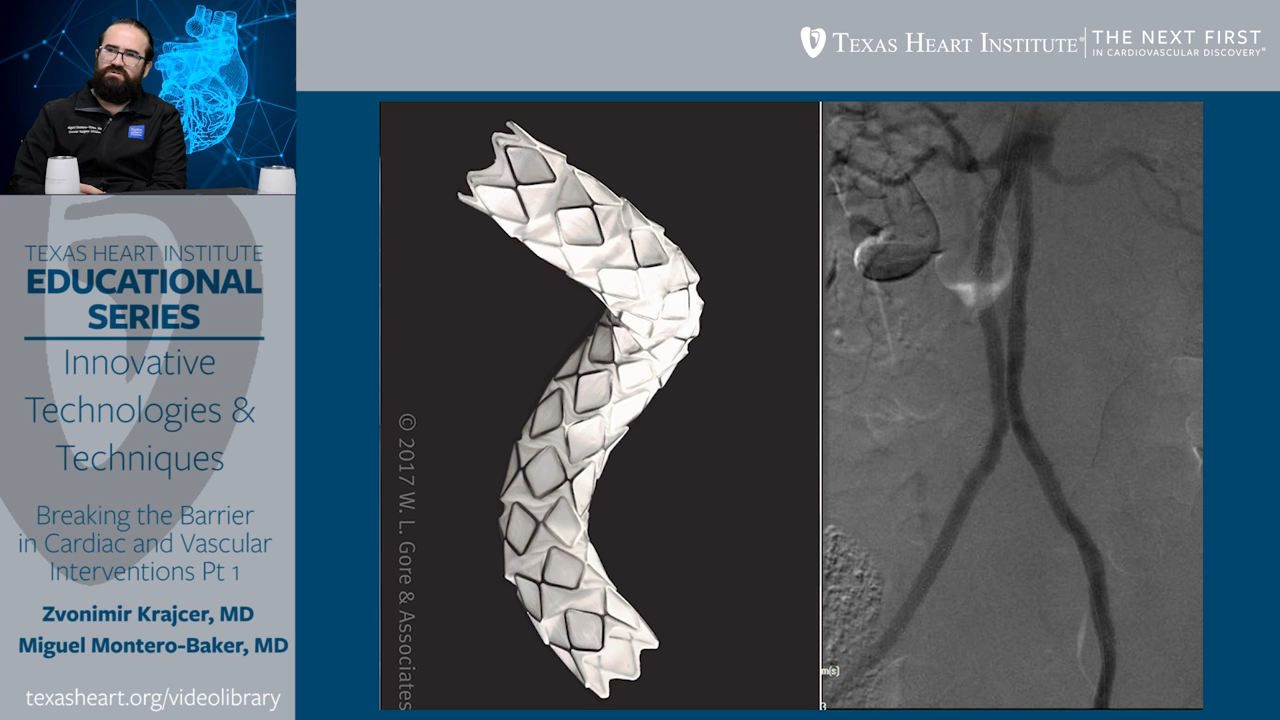 TEXAS HEART INSTITUTE®
THE NEXT FIRST
IN CARDIOVASCULAR DISCOVERY®
TEXAS HEART INSTITUTE
EDUCATIONAL
SERIES
Innovative
Technologies &
Techniques
Breaking the Barrier
in Cardiac and Vascular
Interventions Pt 1
Zvonimir Krajcer, MD
Miguel Montero-Baker, MD
texasheart.org/videolibrary
© 2017 W. L. Gore & Associates
m(s)